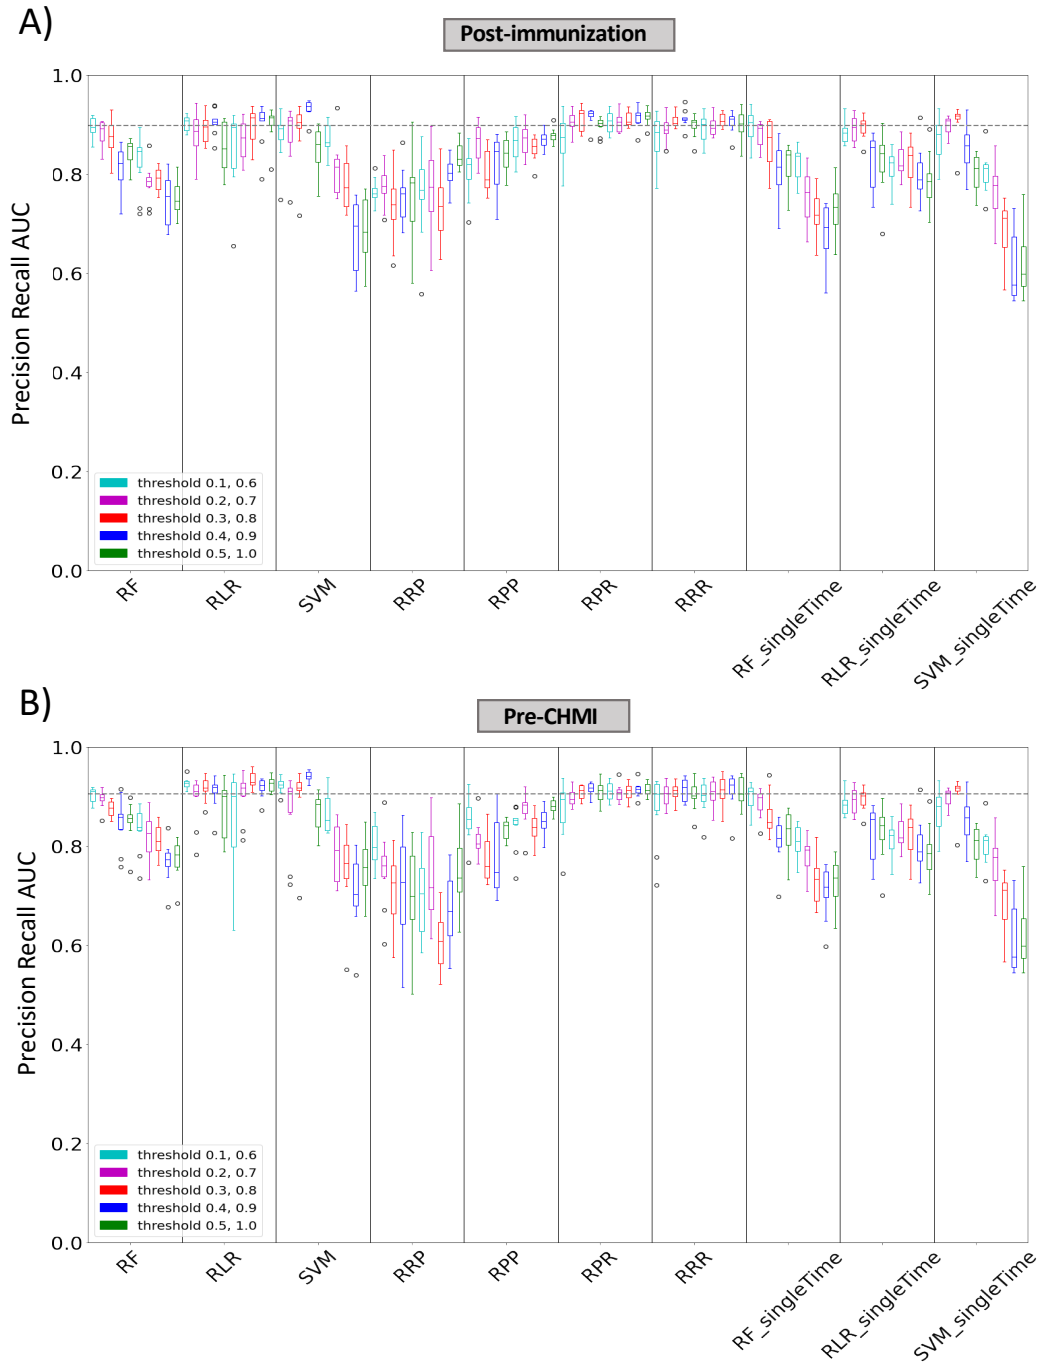 A)
Post-immunization
Precision Recall AUC
1.0
0.8
0.6
0.4
0.2
0.0
threshold 0.1, 0.6
threshold 0.2, 0.7
threshold 0.3, 0.8
threshold 0.4, 0.9
threshold 0.5, 1.0
RF
RLR
SVM
RRP
RPP
RPR
RRR
RF_singleTime
RLR_singleTime
SVM_singleTime
B)
Pre-CHMI
Precision Recall AUC
1.0
0.8
0.6
0.4
0.2
0.0
threshold 0.1, 0.6
threshold 0.2, 0.7
threshold 0.3, 0.8
threshold 0.4, 0.9
threshold 0.5, 1.0
RF
RLR
SVM
RRP
RPP
RPR
RRR
RF_singleTime
RLR_singleTime
SVM_singleTime